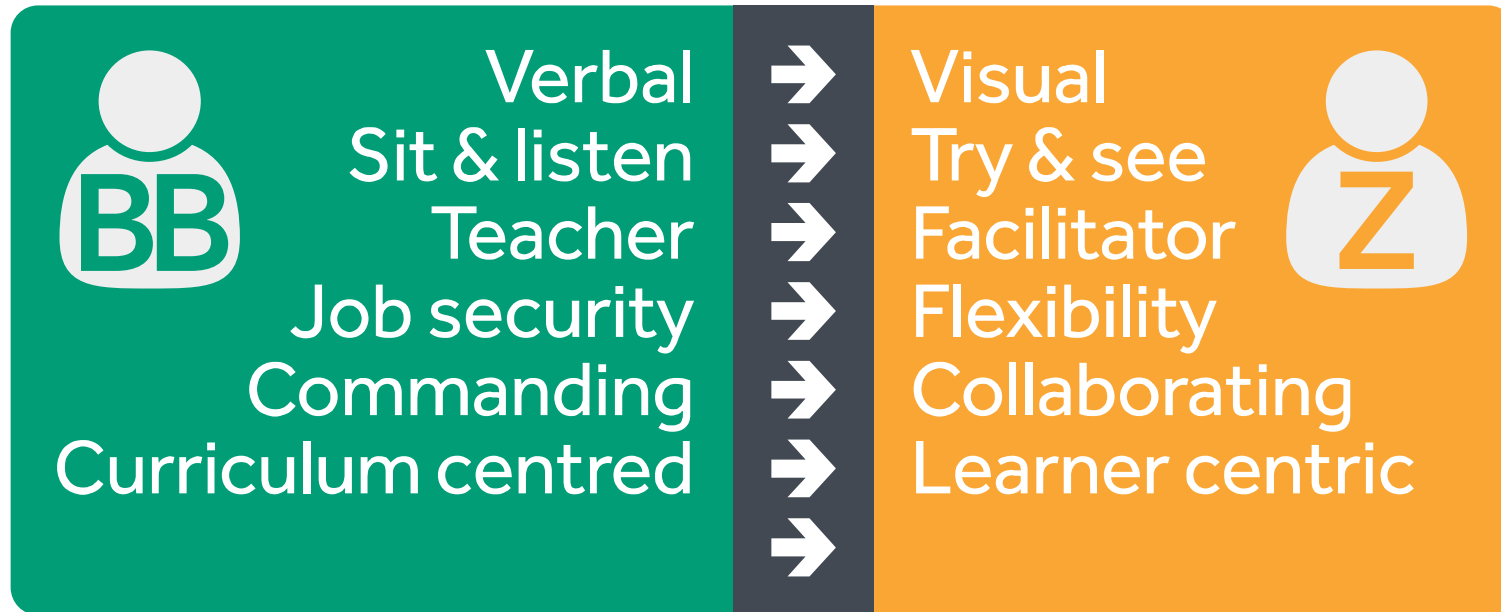 BB
Verbal → Visual
Sit & listen → Try & see
Teacher → Facilitator
Job security → Flexibility
Commanding → Collaborating
Curriculum centred → Learner centric
→
Z